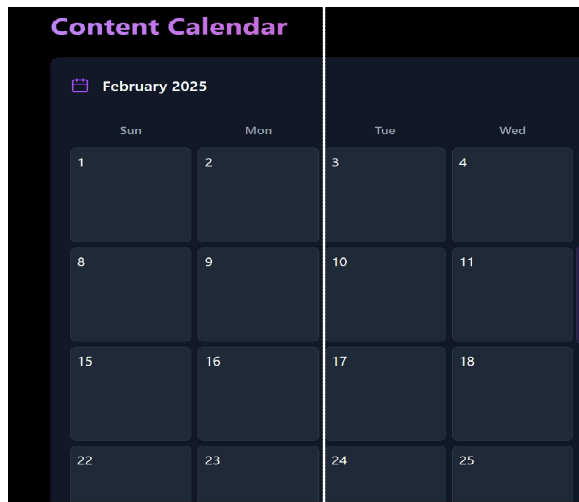 Content Calendar
February 2025
Sun Mon Tue Wed
1 2 3 4
8 9 10 11
15 16 17 18
22 23 24 25